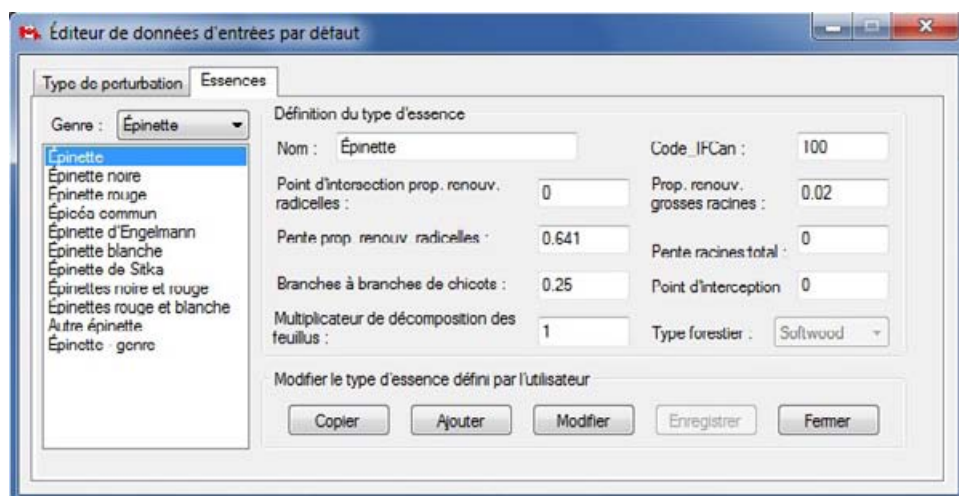 Éditeur de données d'entrées par défaut
Type de perturbation
Essences
Genre :
Épinette
Épinette
Épinette noire
Épinette rouge
Épicéa commun
Épinette d'Engelmann
Épinette blanche
Épinette de Sitka
Épinettes noire et rouge
Épinettes rouge et blanche
Autre épinette
Épinette - genre
Définition du type d'essence
Nom :
Épinette
Code_IFCan :
100
Point d'intersection prop. renouv.
radicelles :
0
Prop. renouv.
grosses racines :
0.02
Pente prop. renouv. radicelles :
0.641
Pente racines total :
0
Branches à branches de chicots :
0.25
Point d'interception
0
Multiplicateur de décomposition des
feuillus :
1
Type forestier :
Softwood
Modifier le type d'essence défini par l'utilisateur
Copier
Ajouter
Modifier
Enregistrer
Fermer